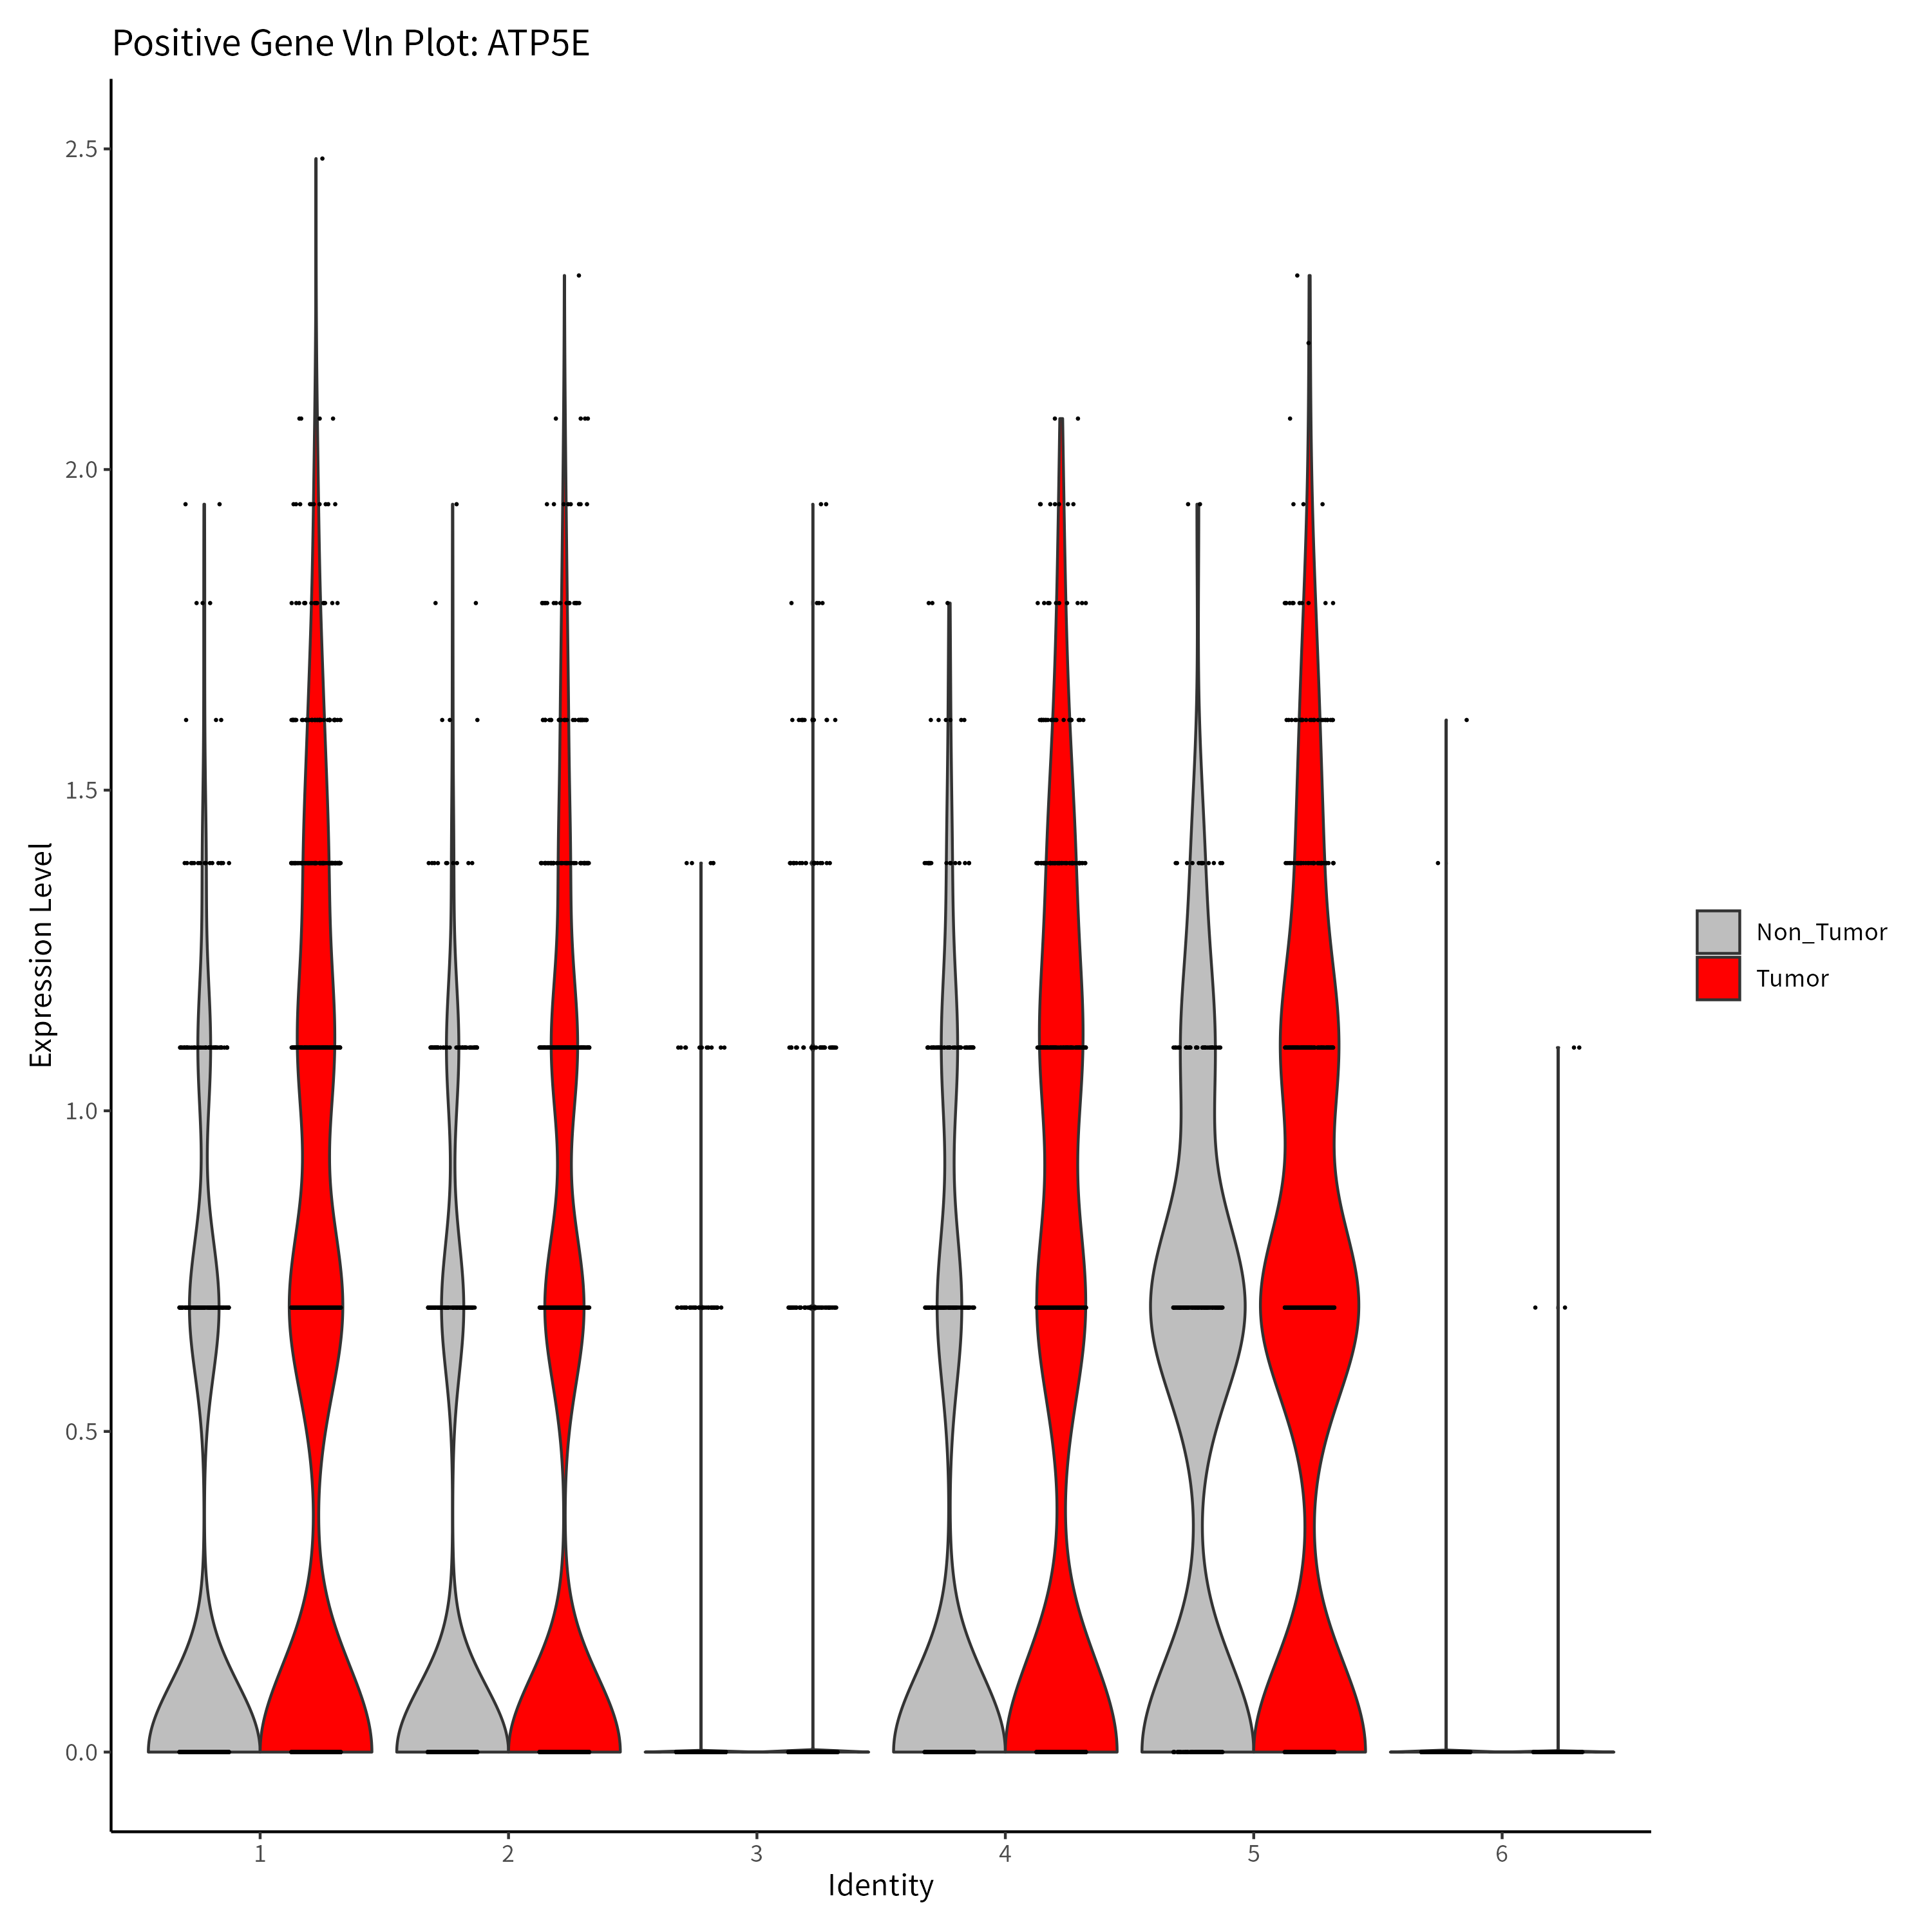 Positive Gene Vln Plot: ATP5E
2.5
2.0
1.5
1.0
0.5
0.0
Expression Level
1 2 3 4 5 6
Identity
Non_Tumor
Tumor